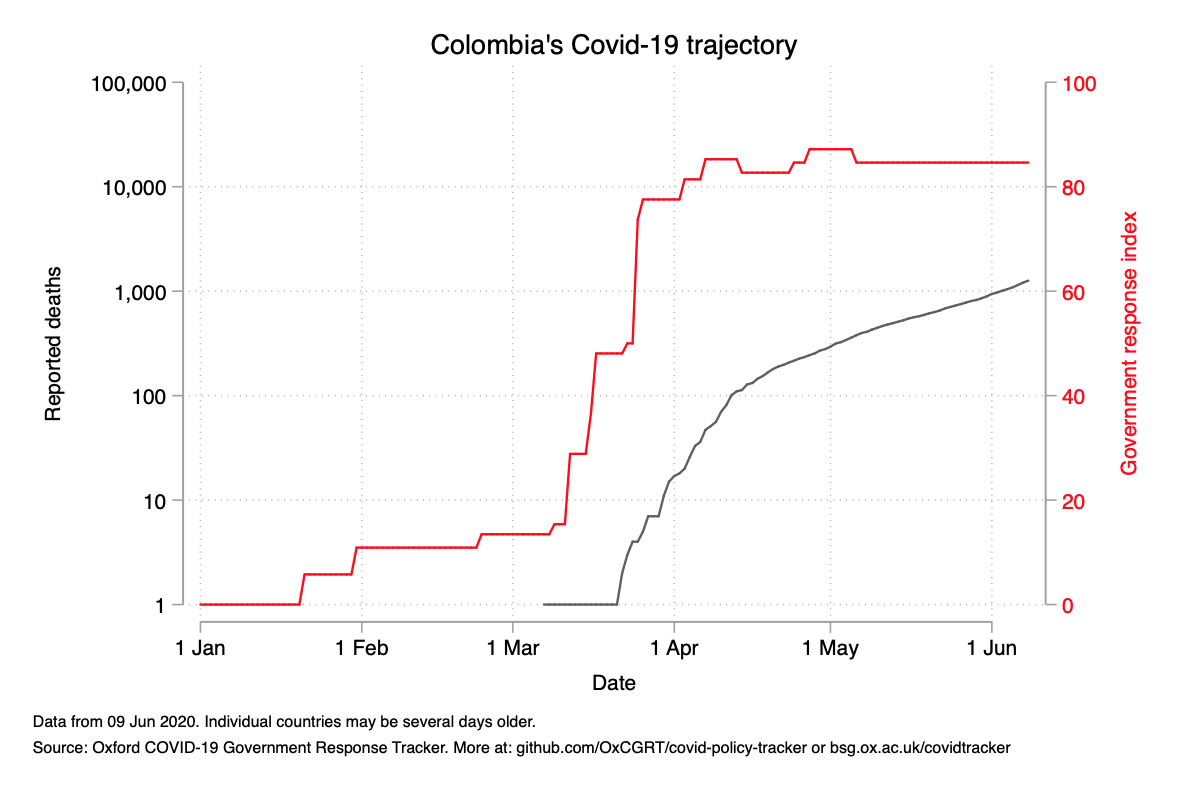 Colombia's Covid-19 trajectory
100,000
10,000
1,000
100
10
1
Reported deaths
100
80
60
40
20
0
Government response index
1 Jan
1 Feb
1 Mar
1 Apr
1 May
1 Jun
Date
Data from 09 Jun 2020. Individual countries may be several days older.
Source: Oxford COVID-19 Government Response Tracker. More at: github.com/OxCGRT/covid-policy-tracker or bsg.ox.ac.uk/covidtracker